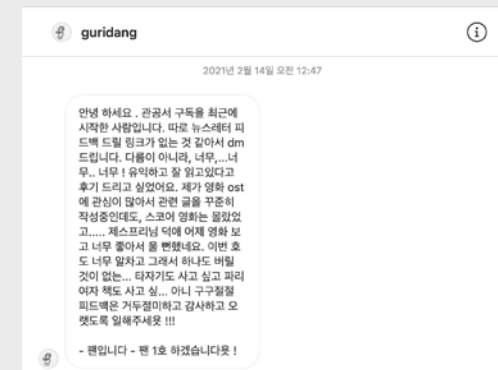 guridang
2021년 2월 14일 오전 12:47
안녕 하세요 . 관공서 구독을 최근에
시작한 사람입니다. 따로 뉴스레터 피
드백 드릴 링크가 없는 것 같아서 dm
드립니다. 다름이 아니라, 너무,...너
무.. 너무 ! 유익하고 잘 읽고있다고
후기 드리고 싶었어요. 제가 영화 ost
에 관심이 많아서 관련 글을 꾸준히
작성중인데도, 스코어 영화는 몰랐었
고..... 제스프리님 덕애 어제 영화 보
고 너무 좋아서 울 뻔했네요. 이번 호
도 너무 알차고 그래서 하나도 버릴
것이 없는... 타자기도 사고 싶고 파리
여자 책도 사고 싶... 아니 구구절절
피드백은 거두절미하고 감사하고 오
랫도록 일해주세욧 !!!
- 팬입니다 - 팬 1호 하겠습니다욧 !